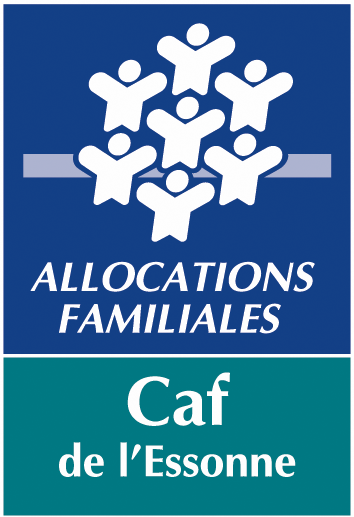 ALLOCATIONS
FAMILIALES
Caf
de l'Essonne